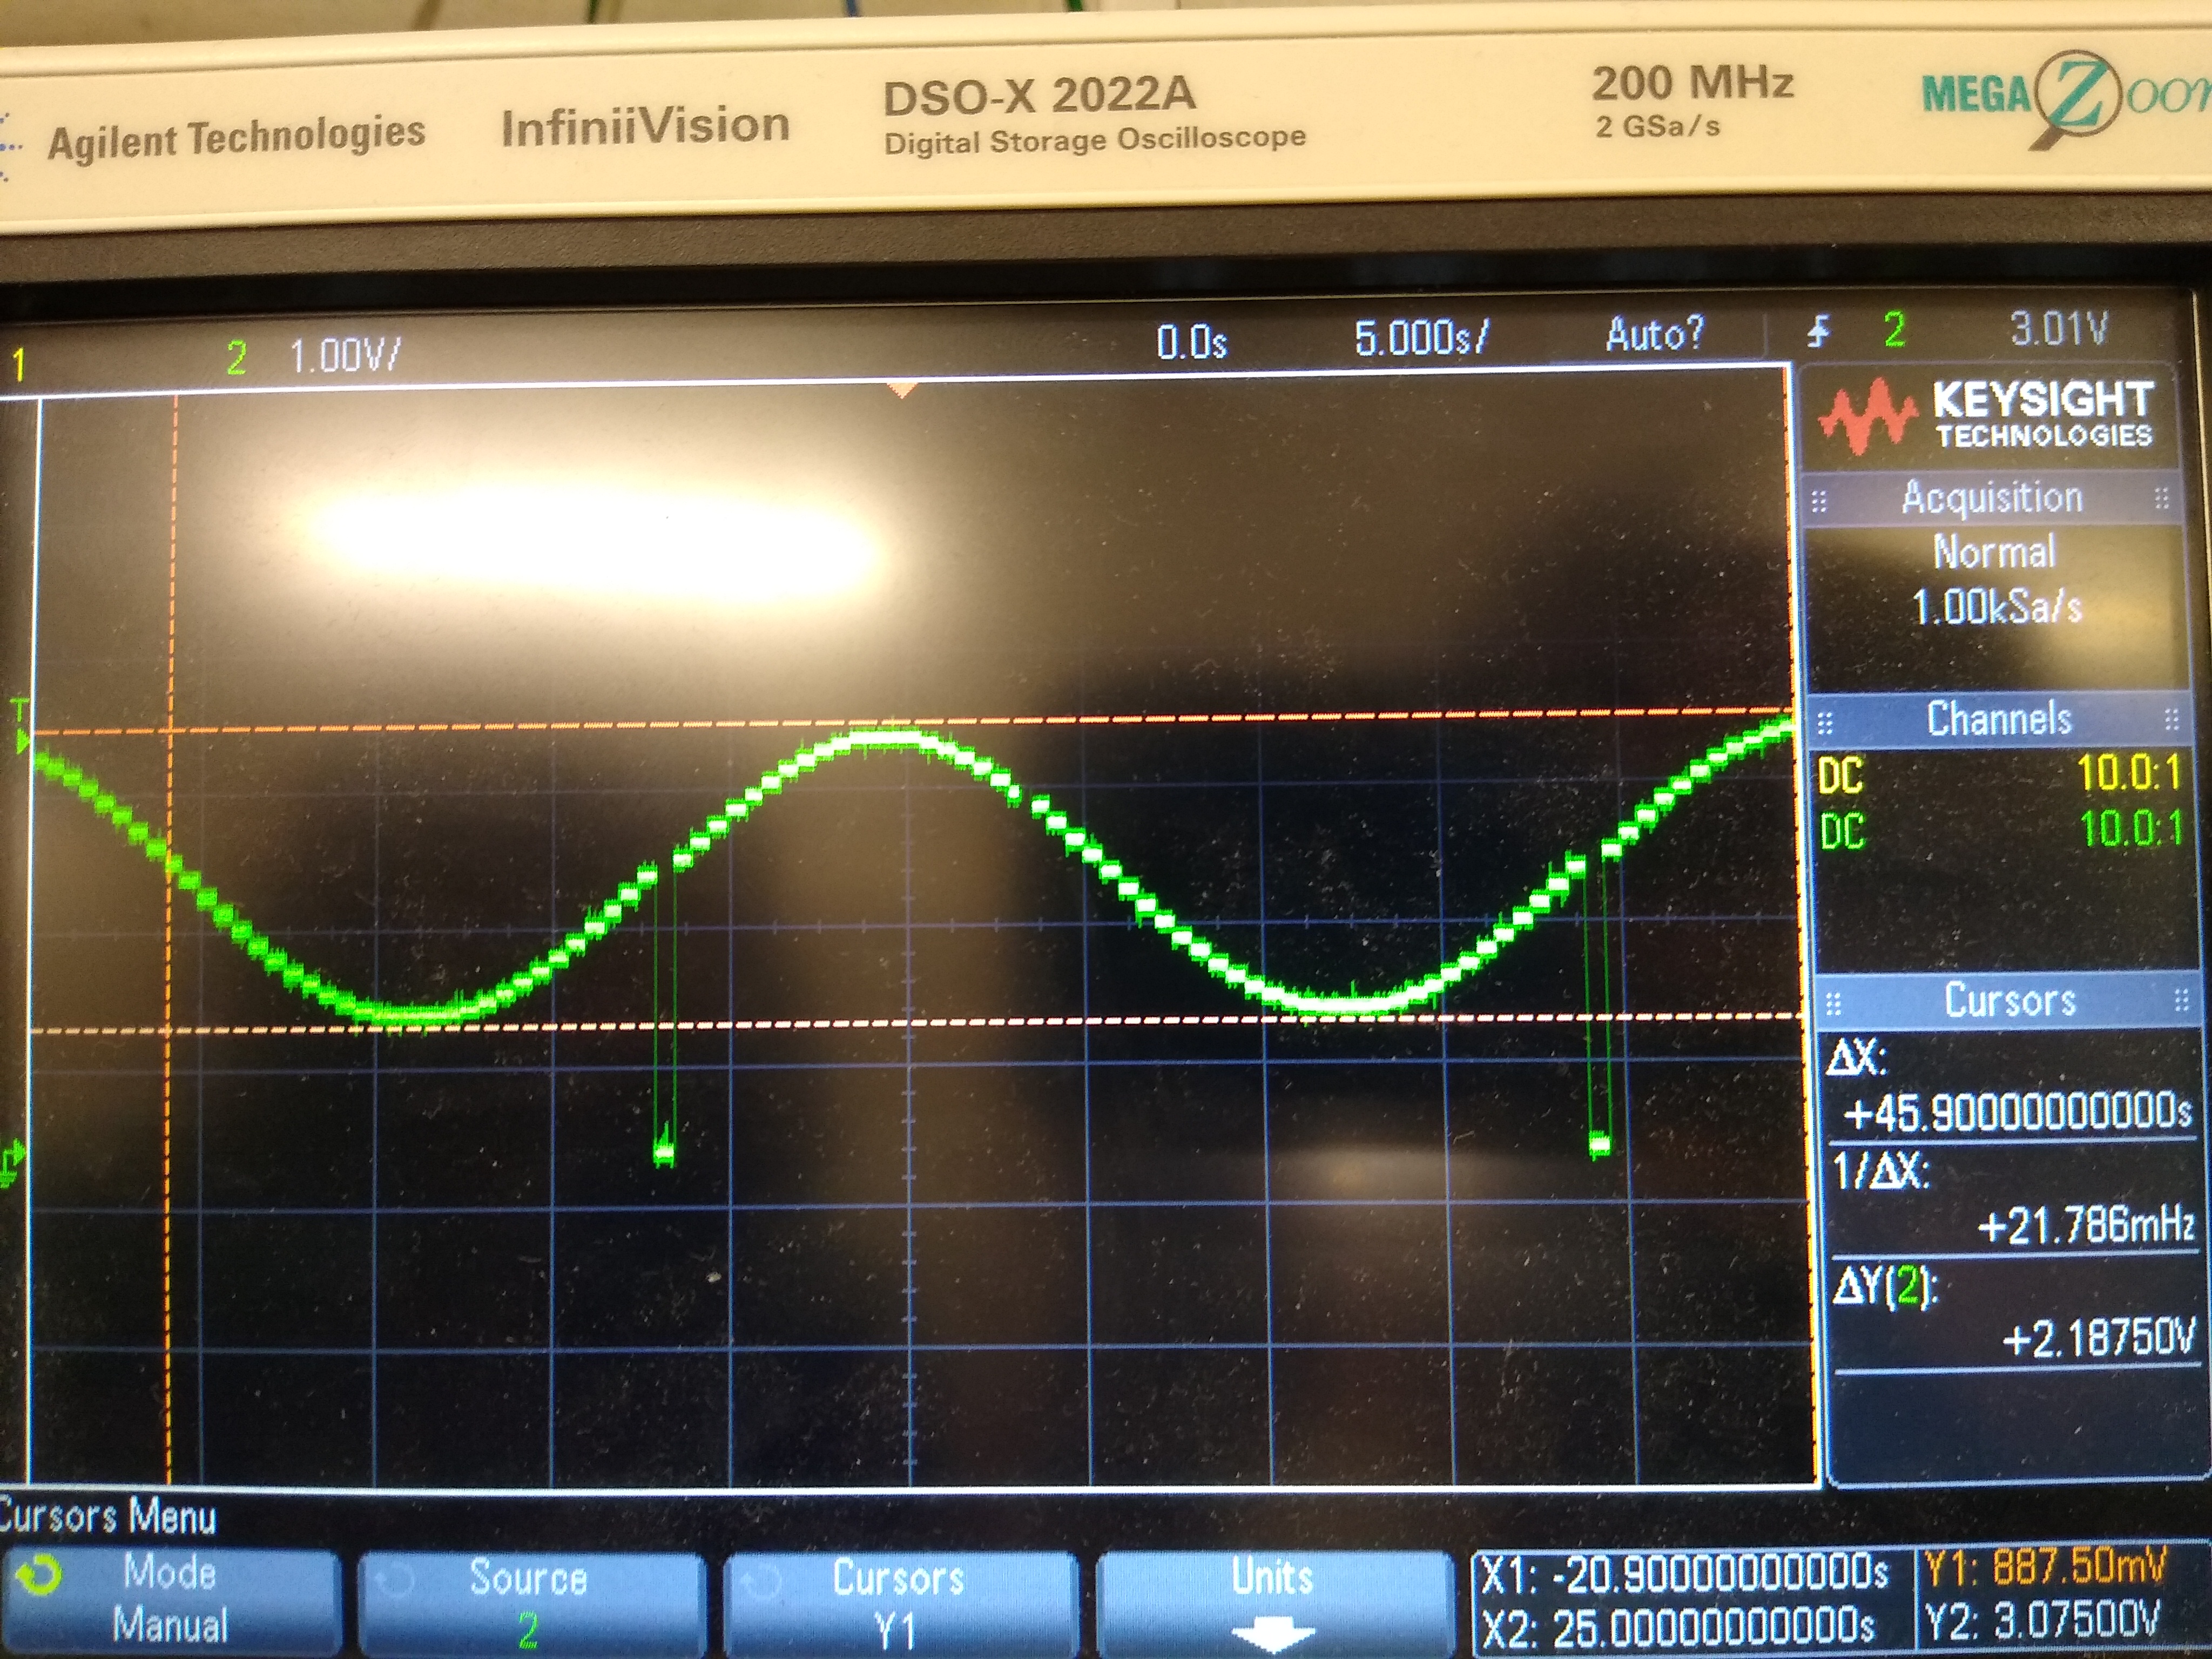 Agilent Technologies InfiniiVision DSO-X 2022A 200 MHz
Digital Storage Oscilloscope 2 GSa/s
MEGA Zoom
1 2 1.00V/ 0.0s 5.000s/ Auto? 2 3.01V
T
KEYSIGHT
TECHNOLOGIES
Acquisition
Normal
1.00kSa/s
Channels
DC 10.0:1
DC 10.0:1
Cursors
ΔX:
+45.90000000000s
1/ΔX:
+21.786mHz
ΔY(2):
+2.18750V
Cursors Menu
Mode
Manual
Source
2
Cursors
Y1
Units
X1: -20.90000000000s Y1: 887.50mV
X2: 25.00000000000s Y2: 3.07500V